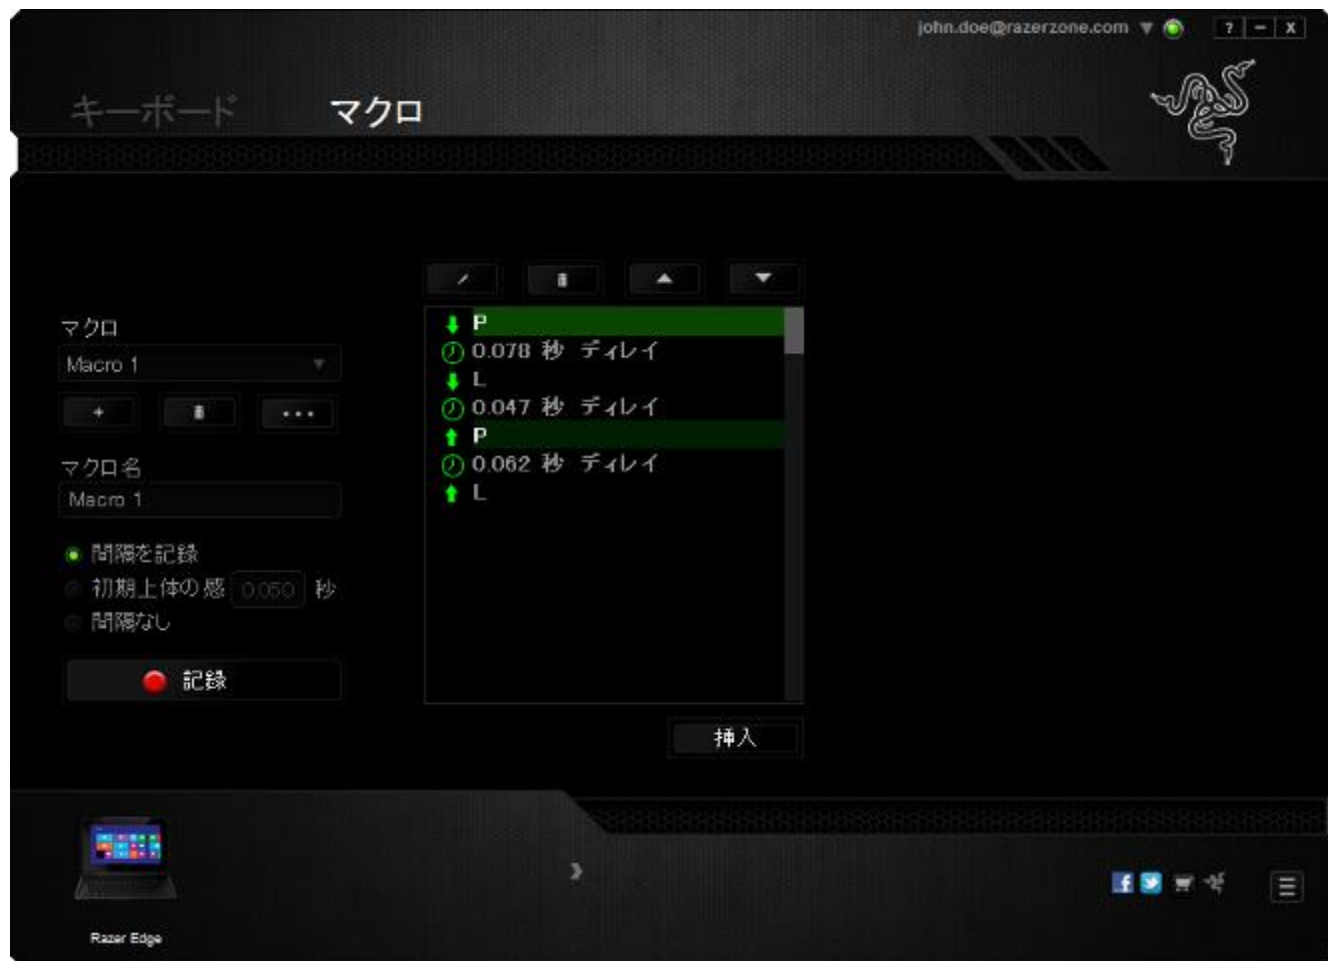 john.doe@razerzone.com
? − X
キーボード マクロ
マクロ
Macro 1
マクロ名
Macro 1
間隔を記録
初期上体の感 0.050 秒
間隔なし
記録
P
0.078 秒 ディレイ
L
0.047 秒 ディレイ
P
0.062 秒 ディレイ
L
挿入
Razer Edge